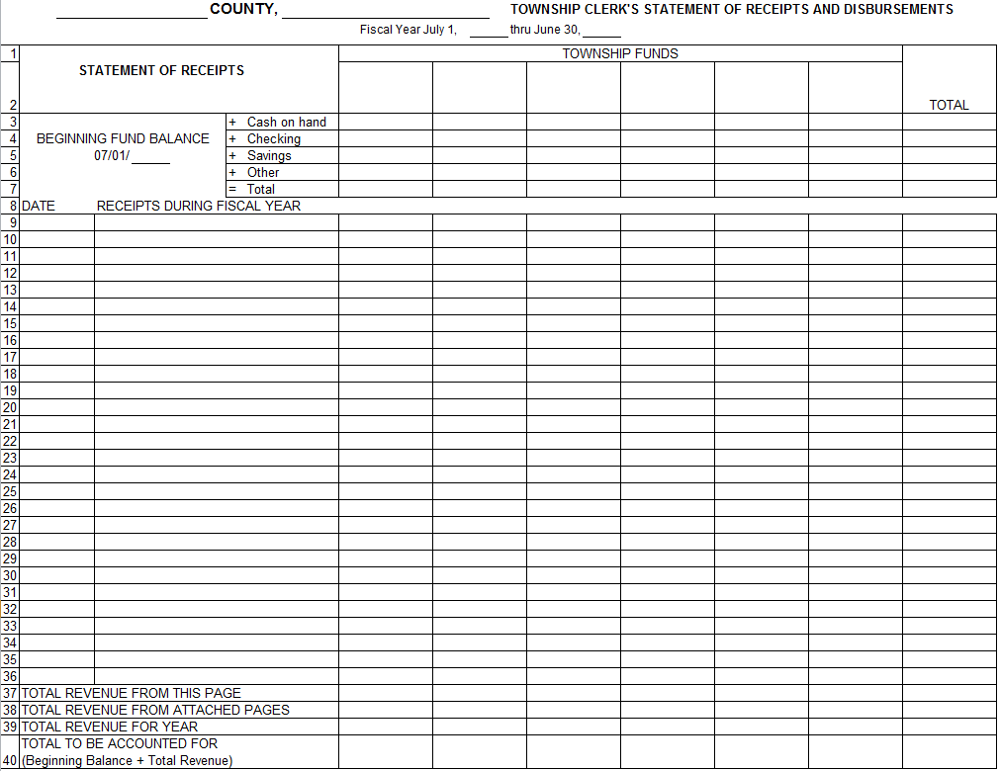 COUNTY, TOWNSHIP CLERK'S STATEMENT OF RECEIPTS AND DISBURSEMENTS
Fiscal Year July 1, thru June 30,
1 TOWNSHIP FUNDS
STATEMENT OF RECEIPTS
2 TOTAL
3 + Cash on hand
4 BEGINNING FUND BALANCE + Checking
5 07/01/ + Savings
6 + Other
7 = Total
8 DATE RECEIPTS DURING FISCAL YEAR
9
10
11
12
13
14
15
16
17
18
19
20
21
22
23
24
25
26
27
28
29
30
31
32
33
34
35
36
37 TOTAL REVENUE FROM THIS PAGE
38 TOTAL REVENUE FROM ATTACHED PAGES
39 TOTAL REVENUE FOR YEAR
TOTAL TO BE ACCOUNTED FOR
40 (Beginning Balance + Total Revenue)